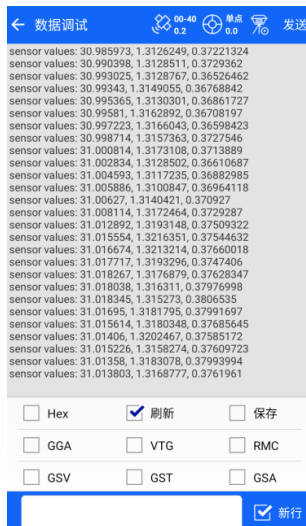 数据调试
00-40
0.2
单点
0.0
发送
sensor values: 30.985973, 1.3126249, 0.37221324
sensor values: 30.990398, 1.3128511, 0.3729362
sensor values: 30.993025, 1.3128767, 0.36526462
sensor values: 30.99343, 1.3149055, 0.36768842
sensor values: 30.995365, 1.3130301, 0.36861727
sensor values: 30.99581, 1.3162892, 0.36708197
sensor values: 30.997223, 1.3166043, 0.36598423
sensor values: 30.998714, 1.3157363, 0.3727546
sensor values: 31.000814, 1.3173108, 0.3713889
sensor values: 31.002834, 1.3128502, 0.36610687
sensor values: 31.004593, 1.3117235, 0.36882985
sensor values: 31.005886, 1.3100847, 0.36964118
sensor values: 31.00627, 1.3140421, 0.370927
sensor values: 31.008114, 1.3172464, 0.3729287
sensor values: 31.012892, 1.3193148, 0.37509322
sensor values: 31.015554, 1.3216351, 0.37544632
sensor values: 31.016674, 1.3213214, 0.37660018
sensor values: 31.017717, 1.3193296, 0.3747406
sensor values: 31.018267, 1.3176879, 0.37628347
sensor values: 31.018038, 1.316311, 0.37976998
sensor values: 31.018345, 1.315273, 0.3806535
sensor values: 31.01695, 1.3181795, 0.37991697
sensor values: 31.015614, 1.3180348, 0.37685645
sensor values: 31.01406, 1.3202467, 0.37585172
sensor values: 31.015226, 1.3158274, 0.37609723
sensor values: 31.01358, 1.3183078, 0.37993994
sensor values: 31.013803, 1.3168777, 0.3761961
Hex
刷新
保存
GGA
VTG
RMC
GSV
GST
GSA
新行